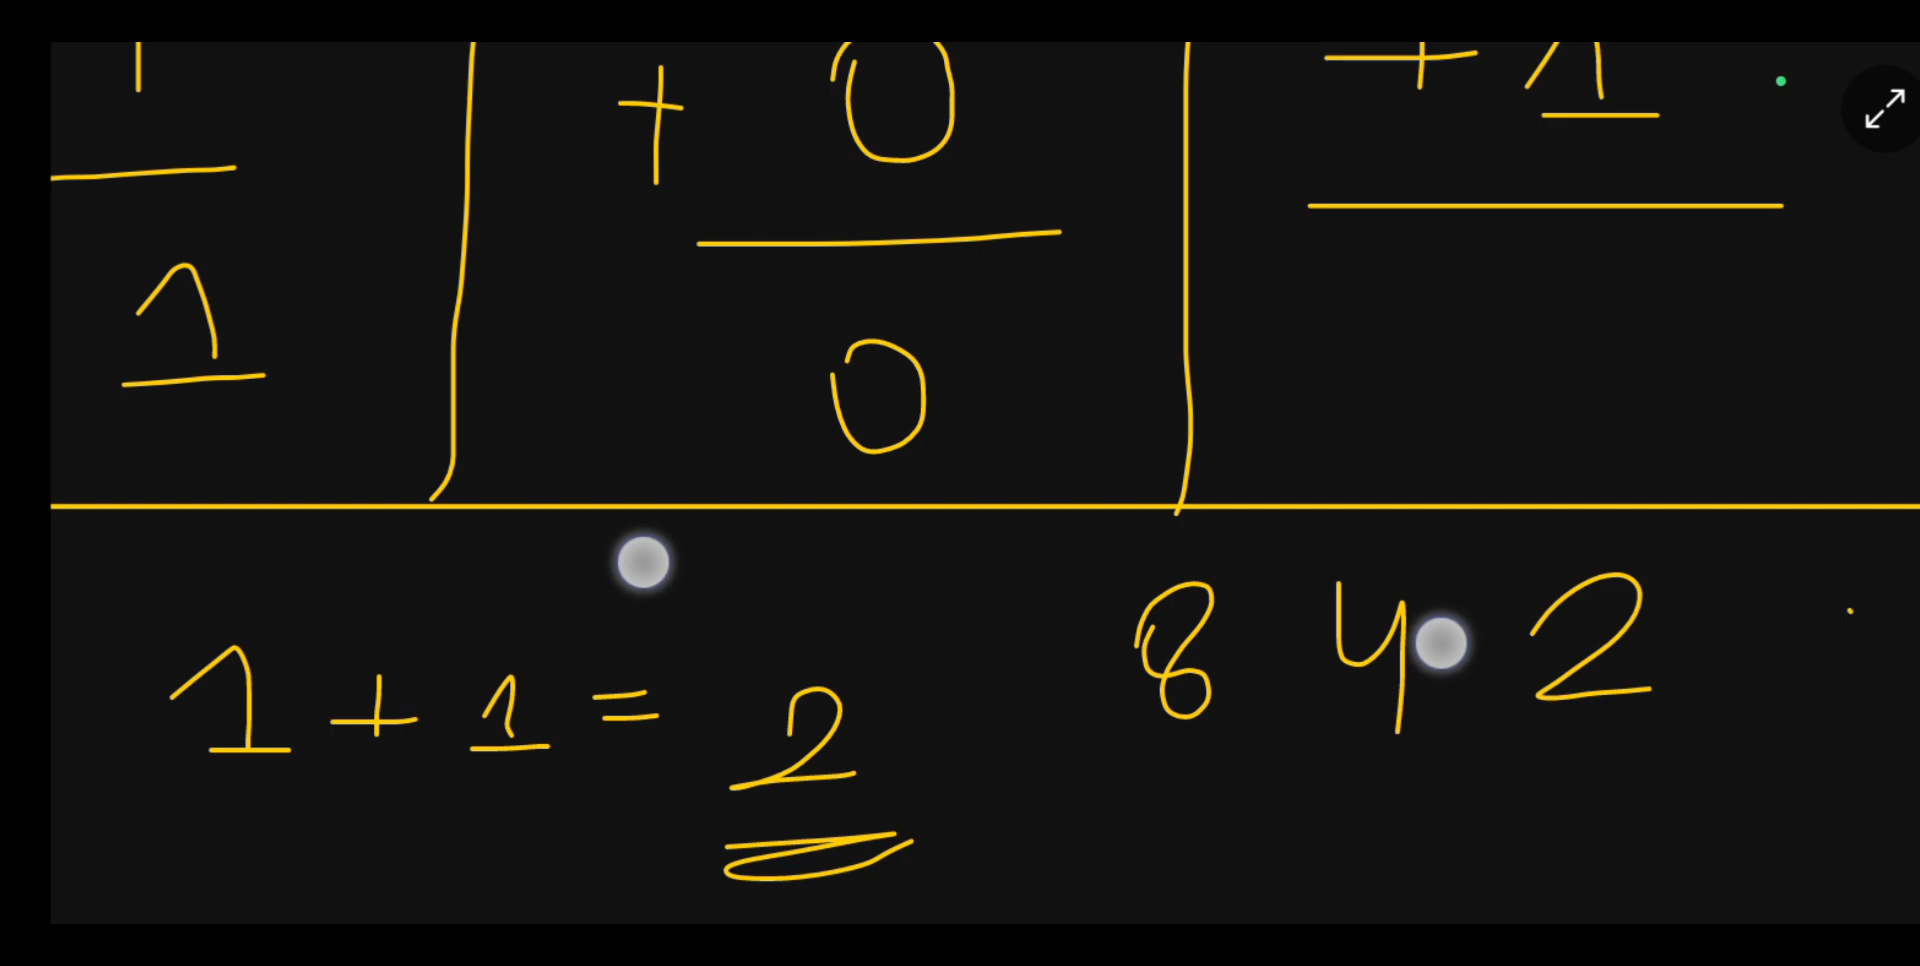 + 0
+ 1
1
0
1 + 1 = 2
8 4 2